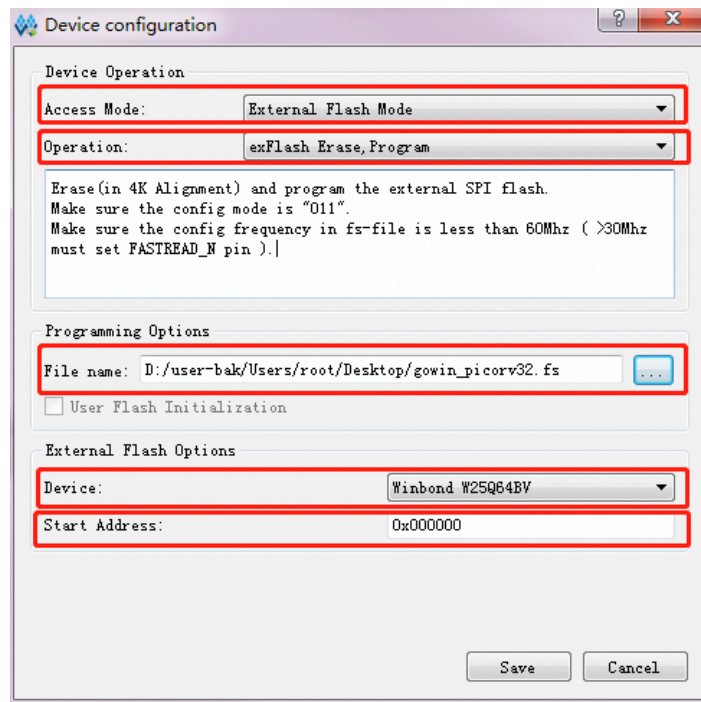 Device configuration
Device Operation
Access Mode: External Flash Mode
Operation: exFlash Erase,Program
Erase(in 4K Alignment) and program the external SPI flash.
Make sure the config mode is "011".
Make sure the config frequency in fs-file is less than 60Mhz ( >30Mhz
must set FASTREAD_N pin ).
Programming Options
File name: D:/user-bak/Users/root/Desktop/gowin_picorv32.fs ...
User Flash Initialization
External Flash Options
Device: Winbond W25Q64BV
Start Address: 0x000000
Save Cancel